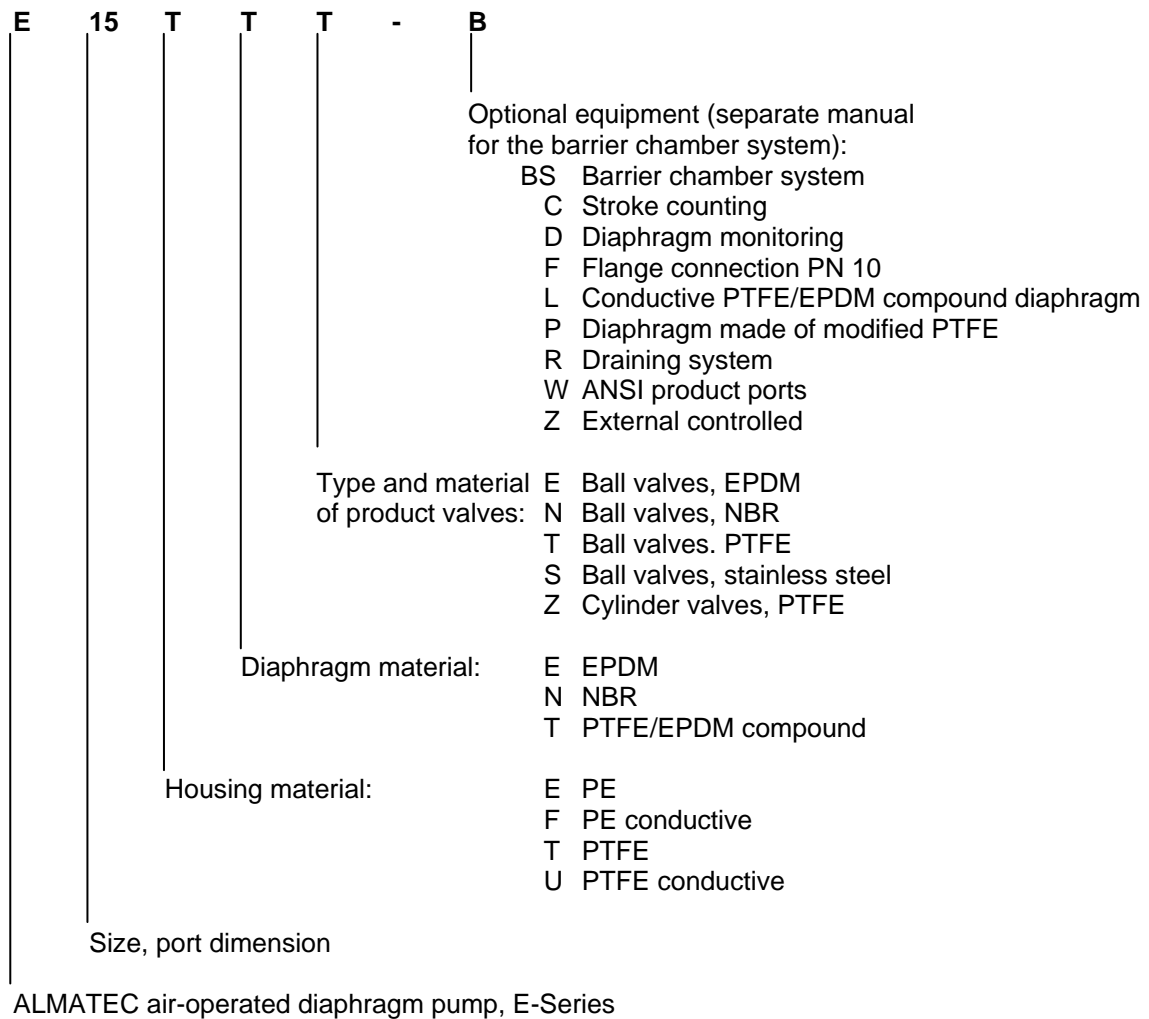 E 15 T T T - B
Optional equipment (separate manual
for the barrier chamber system):
BS Barrier chamber system
C Stroke counting
D Diaphragm monitoring
F Flange connection PN 10
L Conductive PTFE/EPDM compound diaphragm
P Diaphragm made of modified PTFE
R Draining system
W ANSI product ports
Z External controlled
Type and material E Ball valves, EPDM
of product valves: N Ball valves, NBR
T Ball valves. PTFE
S Ball valves, stainless steel
Z Cylinder valves, PTFE
Diaphragm material: E EPDM
N NBR
T PTFE/EPDM compound
Housing material: E PE
F PE conductive
T PTFE
U PTFE conductive
Size, port dimension
ALMATEC air-operated diaphragm pump, E-Series